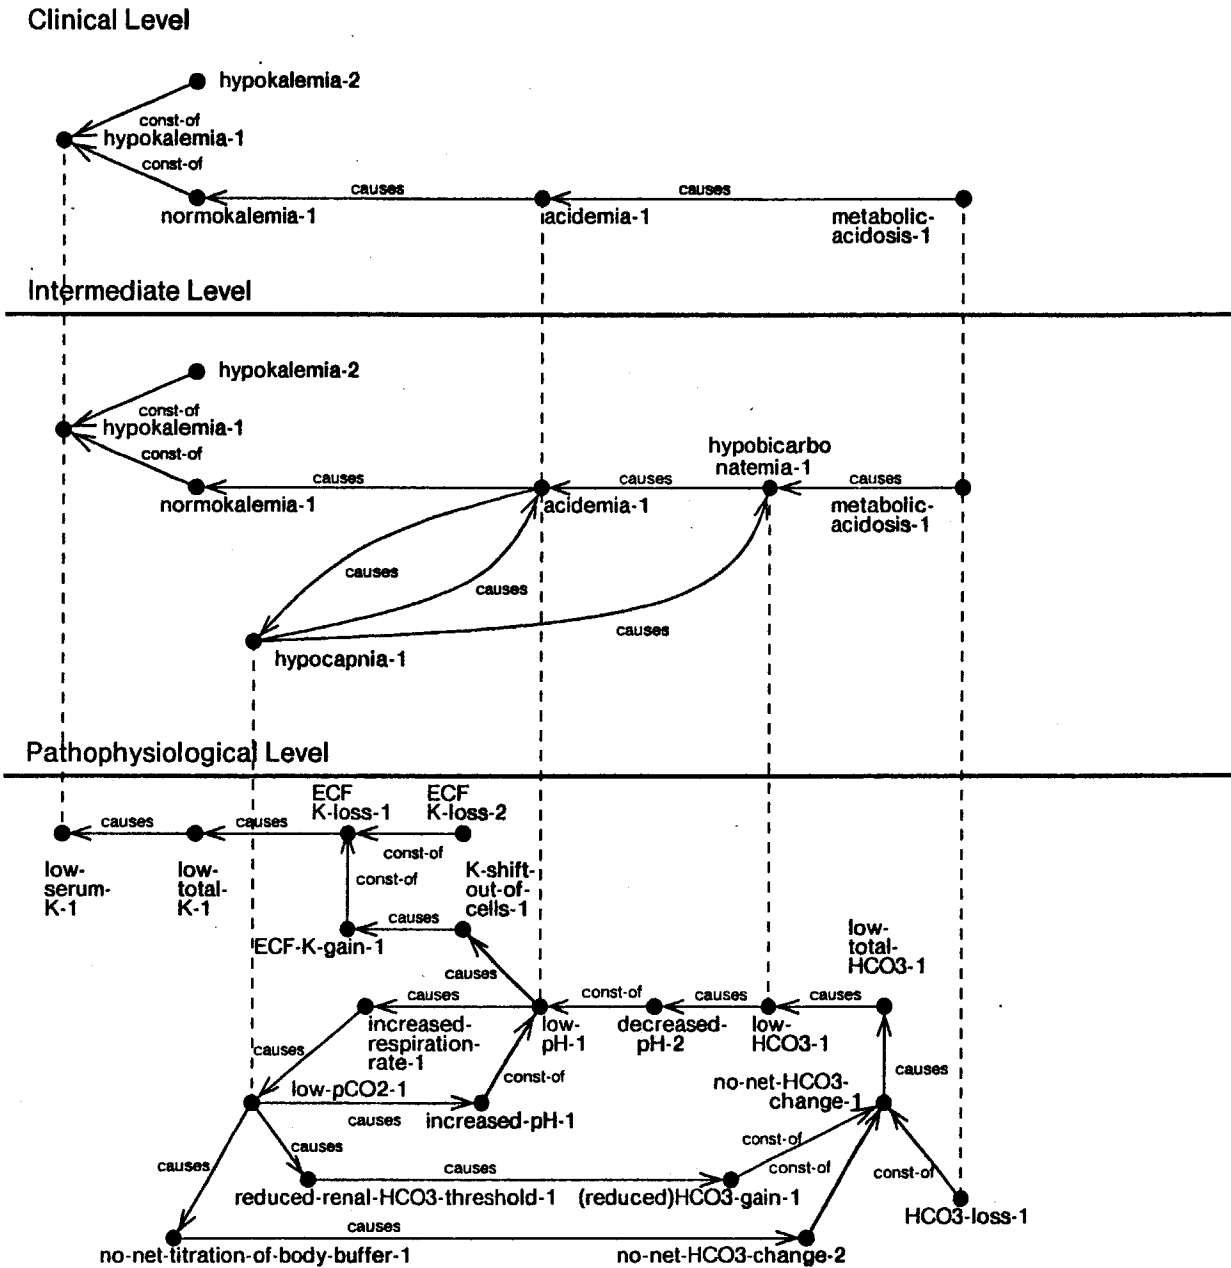 Clinical Level
hypokalemia-2
const-of
hypokalemia-1
const-of
causes
causes
normokalemia-1
acidemia-1
metabolic-
acidosis-1
Intermediate Level
hypokalemia-2
const-of
hypokalemia-1
const-of
hypobicarbo
natemia-1
causes
causes
causes
normokalemia-1
acidemia-1
metabolic-
acidosis-1
causes
causes
causes
hypocapnia-1
Pathophysiological Level
ECF
K-loss-1
ECF
K-loss-2
causes
causes
const-of
low-
serum-
K-1
low-
total-
K-1
const-of
K-shift-
out-of-
cells-1
causes
ECF-K-gain-1
low-
total-
HCO3-1
causes
causes
const-of
causes
causes
increased-
respiration-
rate-1
low-
pH-1
decreased-
pH-2
low-
HCO3-1
causes
const-of
causes
low-pCO2-1
no-net-HCO3-
change-1
causes
increased-pH-1
causes
const-of
causes
causes
const-of
const-of
reduced-renal-HCO3-threshold-1
(reduced)HCO3-gain-1
HCO3-loss-1
causes
no-net-titration-of-body-buffer-1
no-net-HCO3-change-2